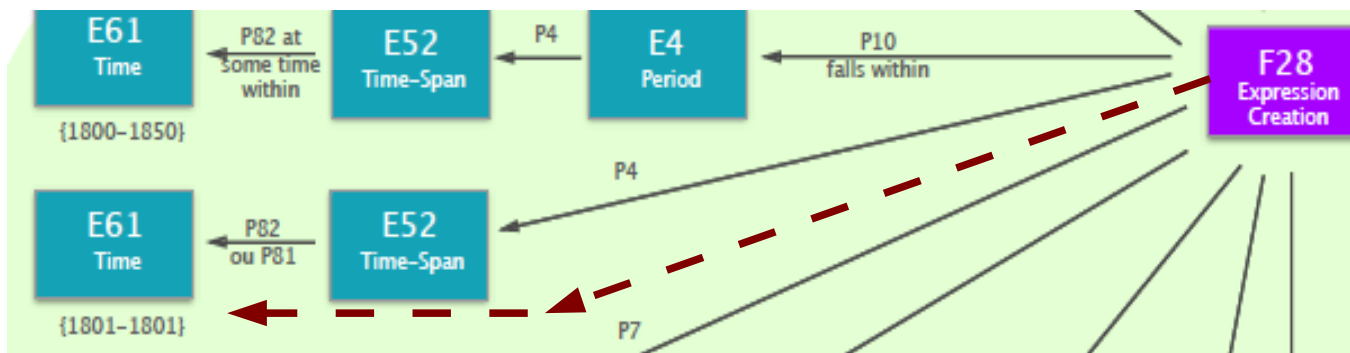 E61
Time
P82 at
some time
within
E52
Time-Span
P4
E4
Period
P10
falls within
F28
Expression
Creation
{1800-1850}
P4
E61
Time
P82
ou P81
E52
Time-Span
{1801-1801}
P7